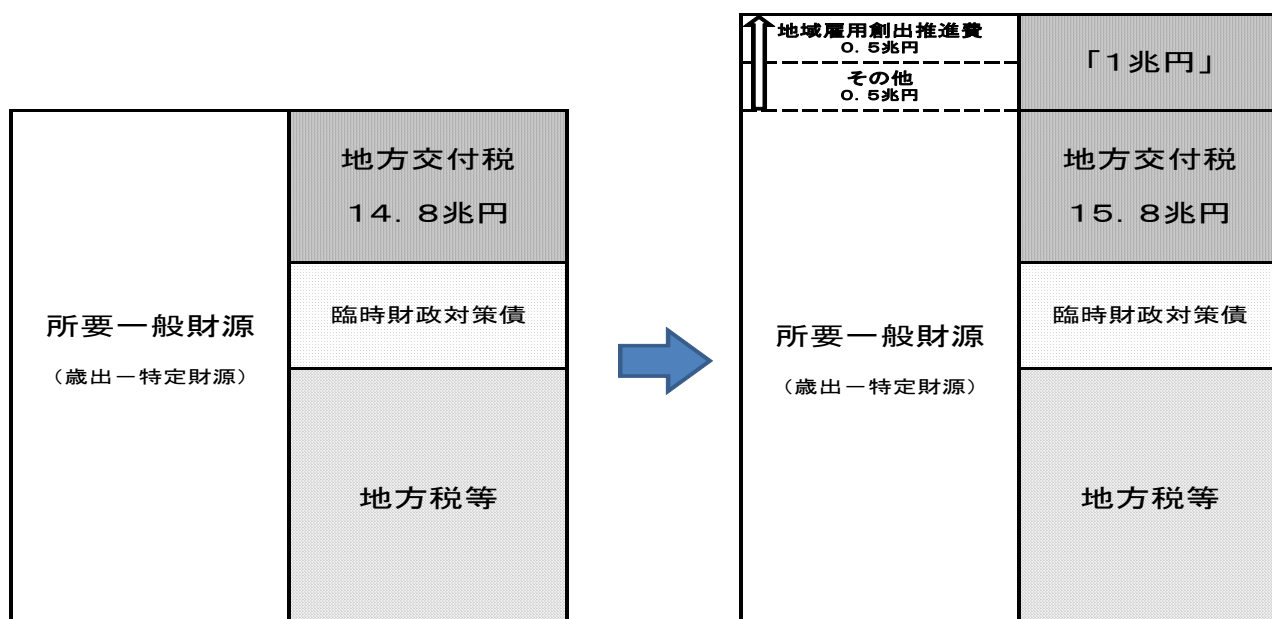 所要一般財源
（歳出－特定財源）
地方交付税
14．8兆円
臨時財政対策債
地方税等
地域雇用創出推進費
0．5兆円
その他
0．5兆円
所要一般財源
（歳出－特定財源）
「1兆円」
地方交付税
15．8兆円
臨時財政対策債
地方税等